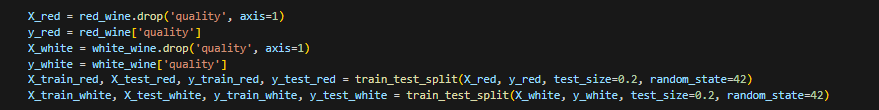 X_red = red_wine.drop('quality', axis=1)
y_red = red_wine['quality']
X_white = white_wine.drop('quality', axis=1)
y_white = white_wine['quality']
X_train_red, X_test_red, y_train_red, y_test_red = train_test_split(X_red, y_red, test_size=0.2, random_state=42)
X_train_white, X_test_white, y_train_white, y_test_white = train_test_split(X_white, y_white, test_size=0.2, random_state=42)